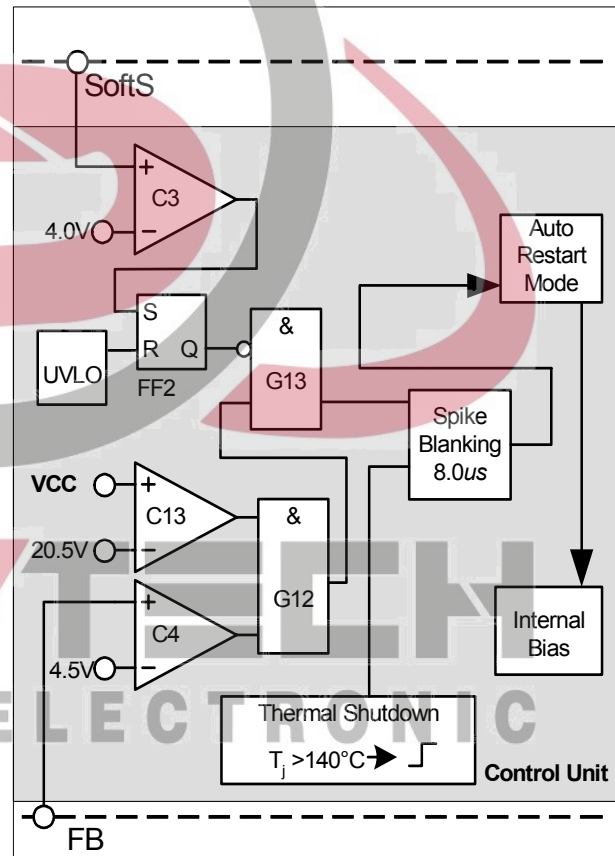 SoftS
+
C3
4.0V
−
Auto
Restart
Mode
S
R Q
FF2
UVLO
&
G13
Spike
Blanking
8.0us
VCC
+
C13
20.5V
−
&
G12
+
C4
4.5V
−
Internal
Bias
TECH
ELECTRONIC
Thermal Shutdown
Tj >140°C
Control Unit
FB